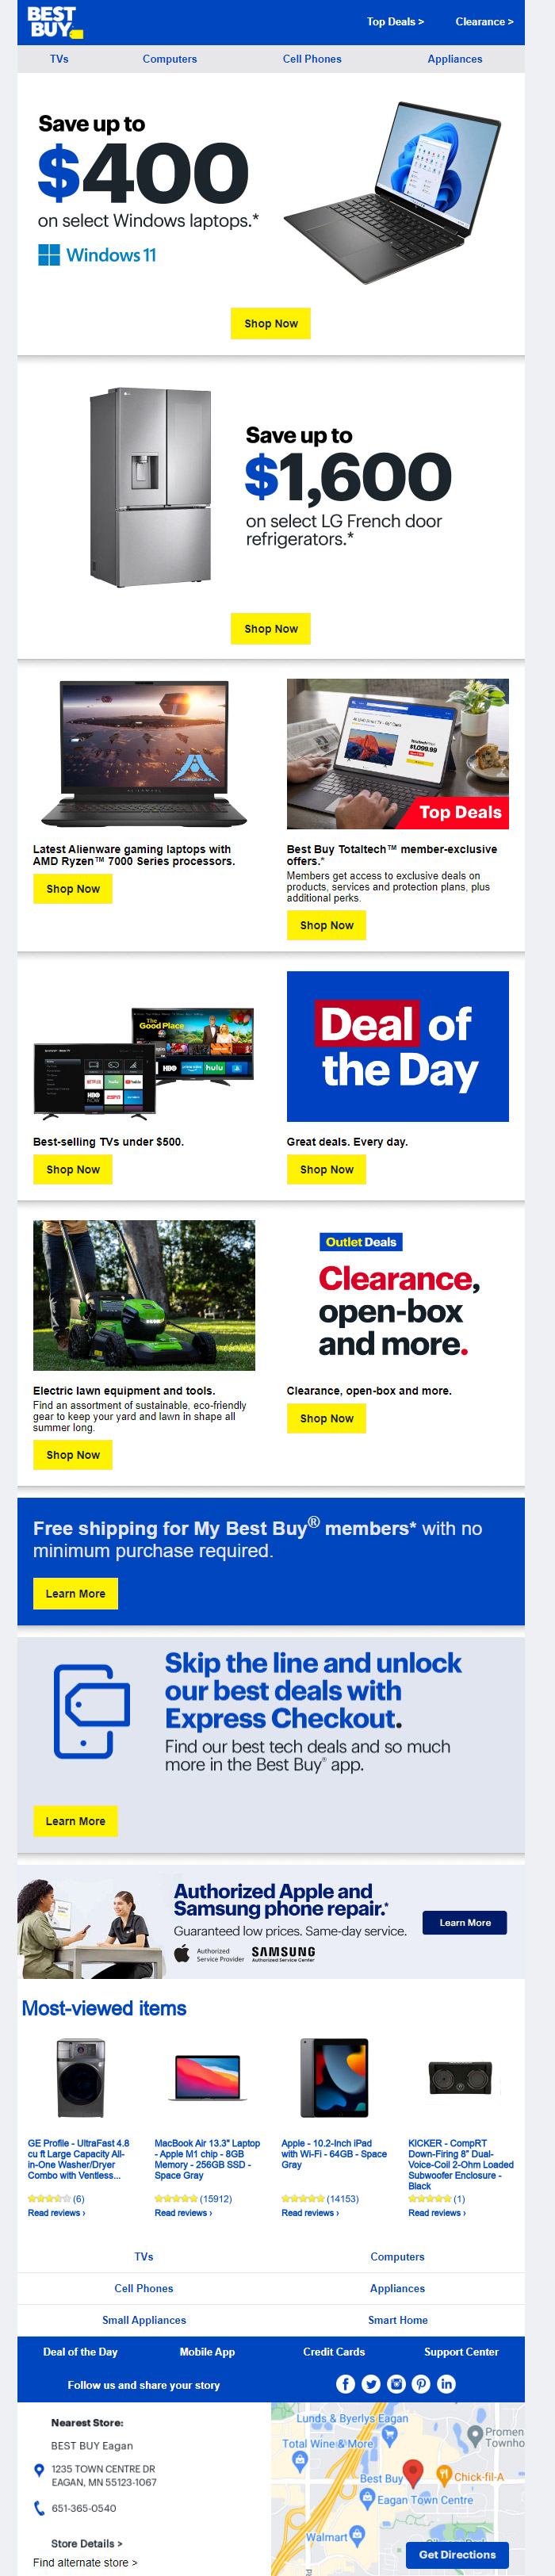 BEST
BUY
Top Deals >
Clearance >
TVs
Computers
Cell Phones
Appliances
Save up to
$400
on select Windows laptops.*
Windows 11
Shop Now
Save up to
$1,600
on select LG French door
refrigerators.*
Shop Now
ALIENWARE
Latest Alienware gaming laptops with
AMD Ryzen™ 7000 Series processors.
Shop Now
$1,099.99
Top Deals
Best Buy Totaltech™ member-exclusive
offers.*
Members get access to exclusive deals on
products, services and protection plans, plus
additional perks.
Shop Now
The
Good Place
HBO
hulu
NETFLIX
hulu
HBO
NOW
ESPN
Best-selling TVs under $500.
Shop Now
Deal of
the Day
Great deals. Every day.
Shop Now
Electric lawn equipment and tools.
Find an assortment of sustainable, eco-friendly
gear to keep your yard and lawn in shape all
summer long.
Shop Now
Outlet Deals
Clearance,
open-box
and more.
Clearance, open-box and more.
Shop Now
Free shipping for My Best Buy® members* with no
minimum purchase required.
Learn More
Skip the line and unlock
our best deals with
Express Checkout.
Find our best tech deals and so much
more in the Best Buy® app.
Learn More
Authorized Apple and
Samsung phone repair.*
Guaranteed low prices. Same-day service.
Authorized
Service Provider
SAMSUNG
Authorized Service Center
Learn More
Most-viewed items
GE Profile - UltraFast 4.8
cu ft Large Capacity All-
in-One Washer/Dryer
Combo with Ventless...
(6)
Read reviews ›
MacBook Air 13.3" Laptop
- Apple M1 chip - 8GB
Memory - 256GB SSD -
Space Gray
(15912)
Read reviews ›
Apple - 10.2-Inch iPad
with Wi-Fi - 64GB - Space
Gray
(14153)
Read reviews ›
KICKER - CompRT
Down-Firing 8" Dual-
Voice-Coil 2-Ohm Loaded
Subwoofer Enclosure -
Black
(1)
Read reviews ›
TVs
Computers
Cell Phones
Appliances
Small Appliances
Smart Home
Deal of the Day
Mobile App
Credit Cards
Support Center
Follow us and share your story
Nearest Store:
BEST BUY Eagan
1235 TOWN CENTRE DR
EAGAN, MN 55123-1067
651-365-0540
Store Details >
Find alternate store >
Lunds & Byerlys Eagan
Total Wine & More
Promen
Townho
Best Buy
Chick-fil-A
Eagan Town Centre
Walmart
Get Directions